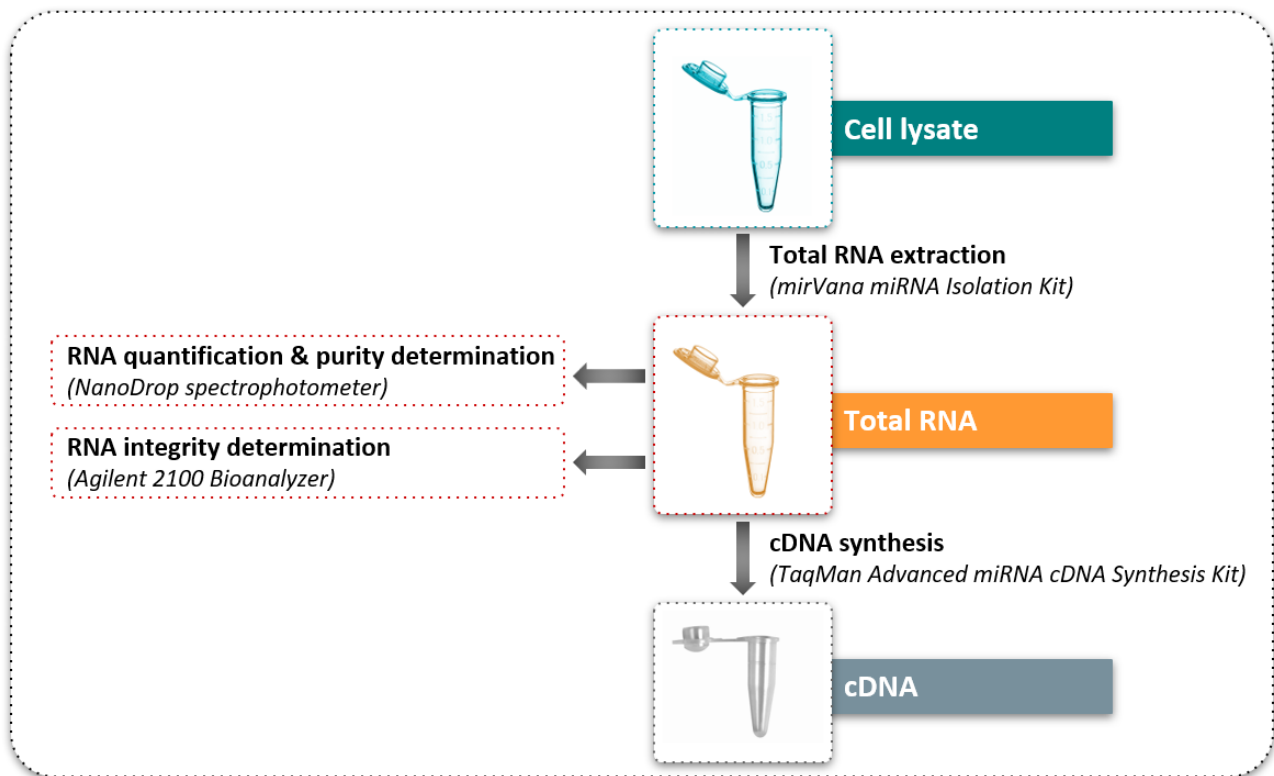 Cell lysate
Total RNA extraction
(mirVana miRNA Isolation Kit)
RNA quantification & purity determination
(NanoDrop spectrophotometer)
RNA integrity determination
(Agilent 2100 Bioanalyzer)
Total RNA
cDNA synthesis
(TaqMan Advanced miRNA cDNA Synthesis Kit)
cDNA